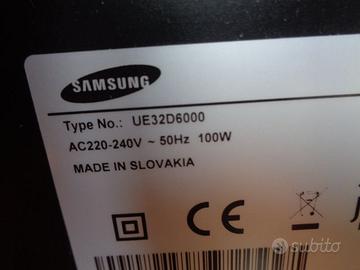 SAMSUNG
Type No.: UE32D6000
AC220-240V ~ 50Hz 100W
MADE IN SLOVAKIA
CE
subito